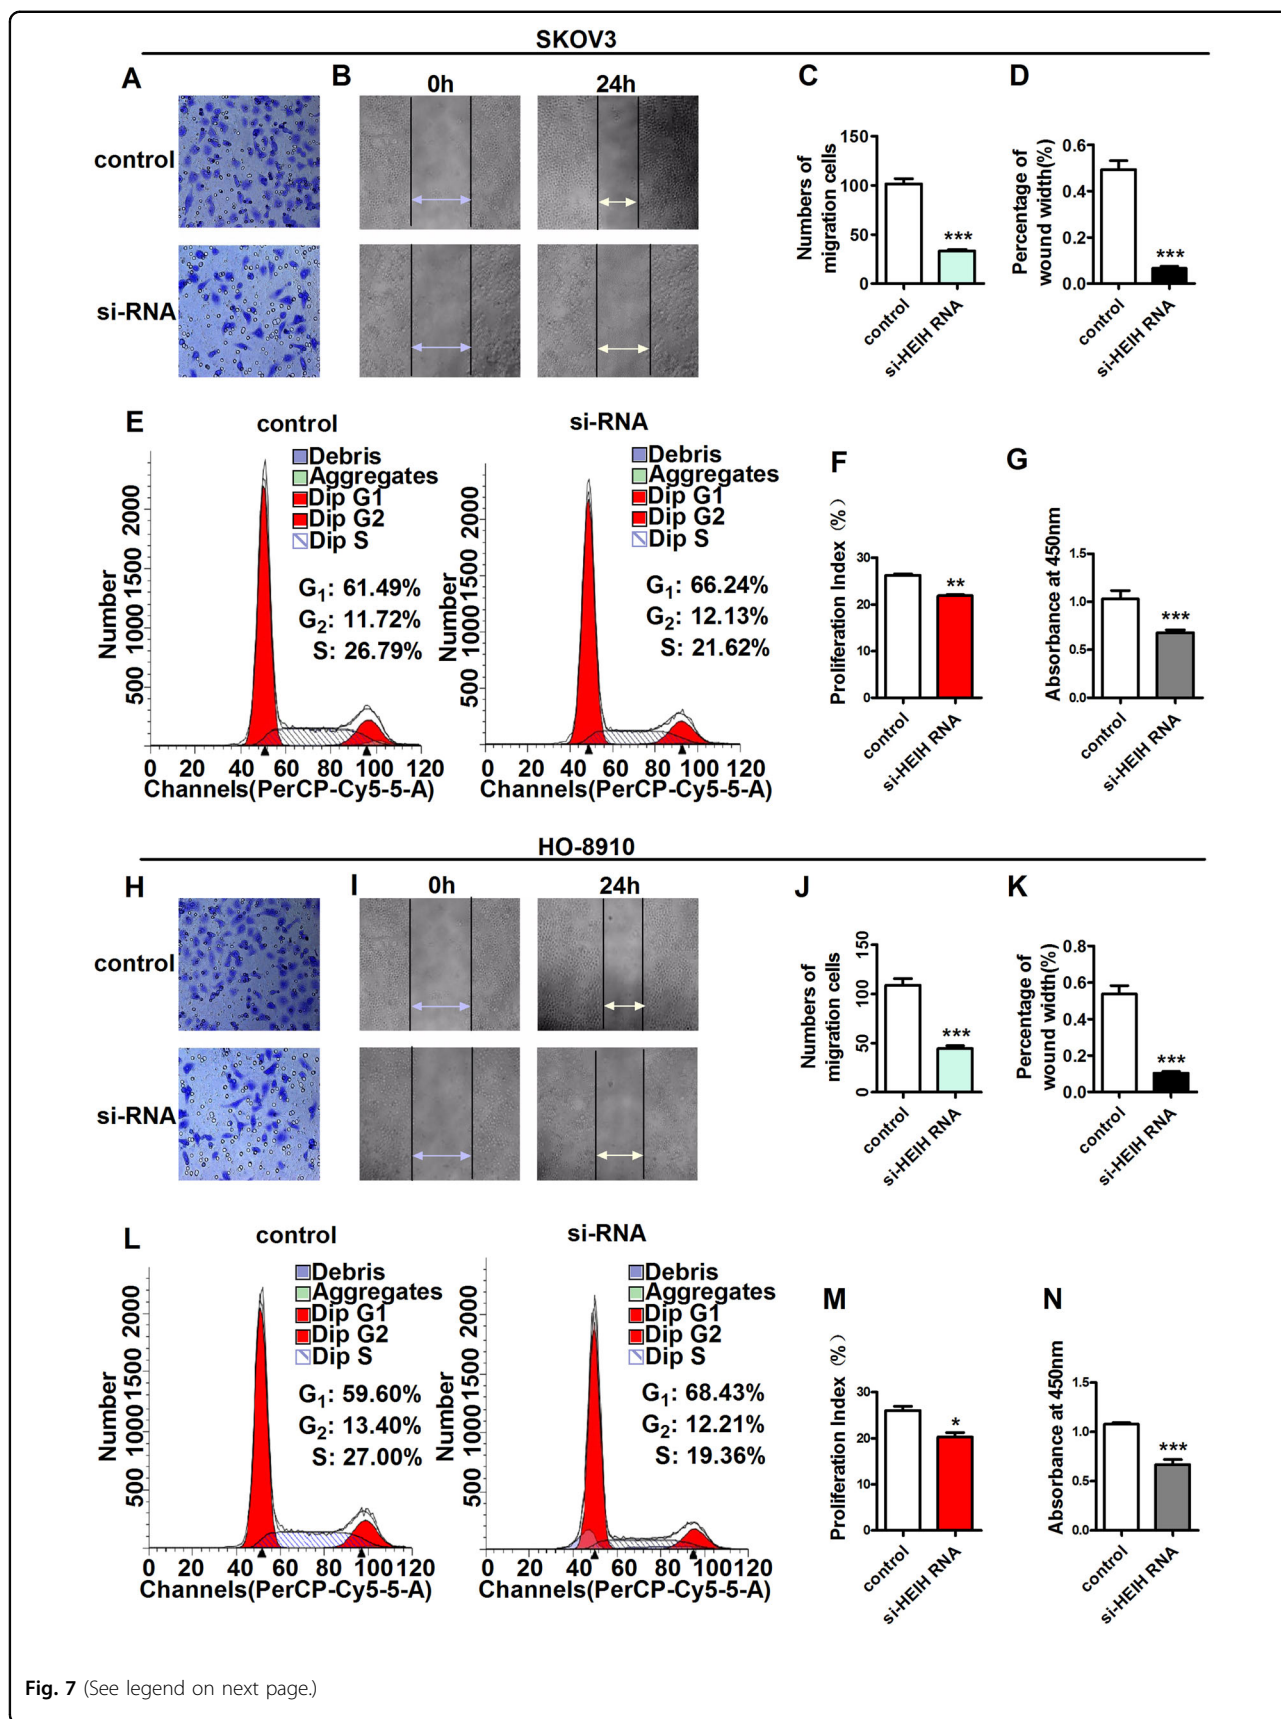 SKOV3
A
B
0h
24h
C
D
control
si-RNA
Numbers of
migration cells
150
100
50
0
***
control
si-HEIH RNA
Percentage of
wound width(%)
0.6
0.4
0.2
0.0
***
control
si-HEIH RNA
E
control
Debris
Aggregates
Dip G1
Dip G2
Dip S
G1: 61.49%
G2: 11.72%
S: 26.79%
Number
500 1000 1500 2000
0 20 40 60 80 100 120
Channels(PerCP-Cy5-5-A)
si-RNA
Debris
Aggregates
Dip G1
Dip G2
Dip S
G1: 66.24%
G2: 12.13%
S: 21.62%
Number
500 1000 1500 2000
0 20 40 60 80 100 120
Channels(PerCP-Cy5-5-A)
F
Proliferation Index (%)
30
20
10
0
**
control
si-HEIH RNA
G
Absorbance at 450nm
1.5
1.0
0.5
0.0
***
control
si-HEIH RNA
HO-8910
H
I
0h
24h
J
K
control
si-RNA
Numbers of
migration cells
150
100
50
0
***
control
si-HEIH RNA
Percentage of
wound width(%)
0.8
0.6
0.4
0.2
0.0
***
control
si-HEIH RNA
L
control
Debris
Aggregates
Dip G1
Dip G2
Dip S
G1: 59.60%
G2: 13.40%
S: 27.00%
Number
500 1000 1500 2000
0 20 40 60 80 100 120
Channels(PerCP-Cy5-5-A)
si-RNA
Debris
Aggregates
Dip G1
Dip G2
Dip S
G1: 68.43%
G2: 12.21%
S: 19.36%
Number
500 1000 1500 2000
0 20 40 60 80 100 120
Channels(PerCP-Cy5-5-A)
M
Proliferation Index (%)
30
20
10
0
*
control
si-HEIH RNA
N
Absorbance at 450nm
1.5
1.0
0.5
0.0
***
control
si-HEIH RNA
Fig. 7 (See legend on next page.)